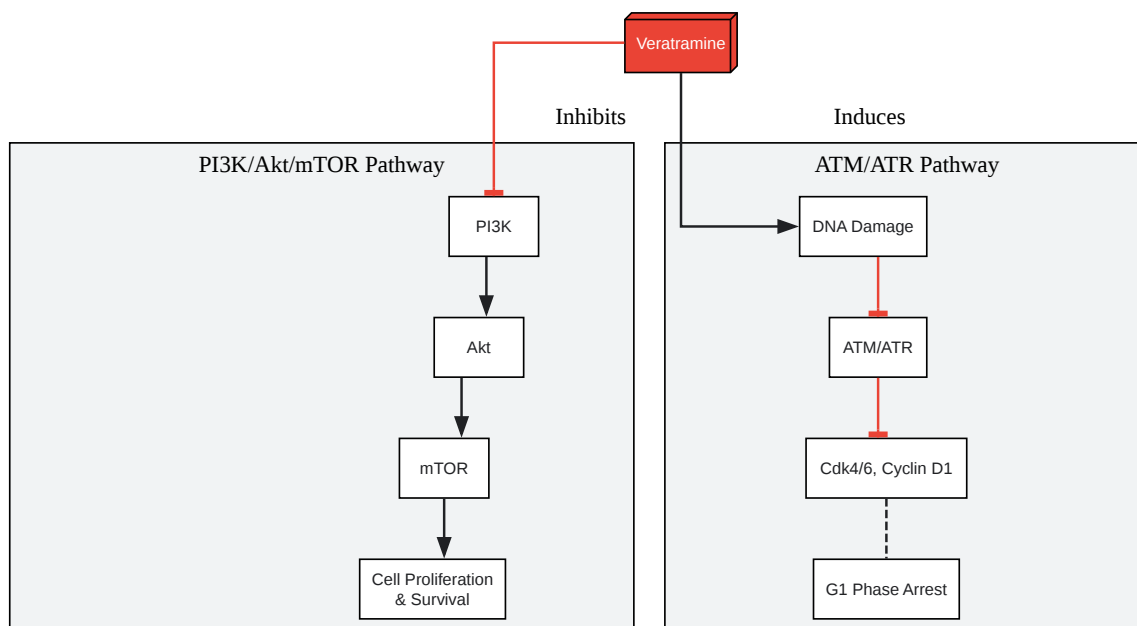 Veratramine
Inhibits
Induces
PI3K/Akt/mTOR Pathway
PI3K
Akt
mTOR
Cell Proliferation
& Survival
ATM/ATR Pathway
DNA Damage
ATM/ATR
Cdk4/6, Cyclin D1
G1 Phase Arrest